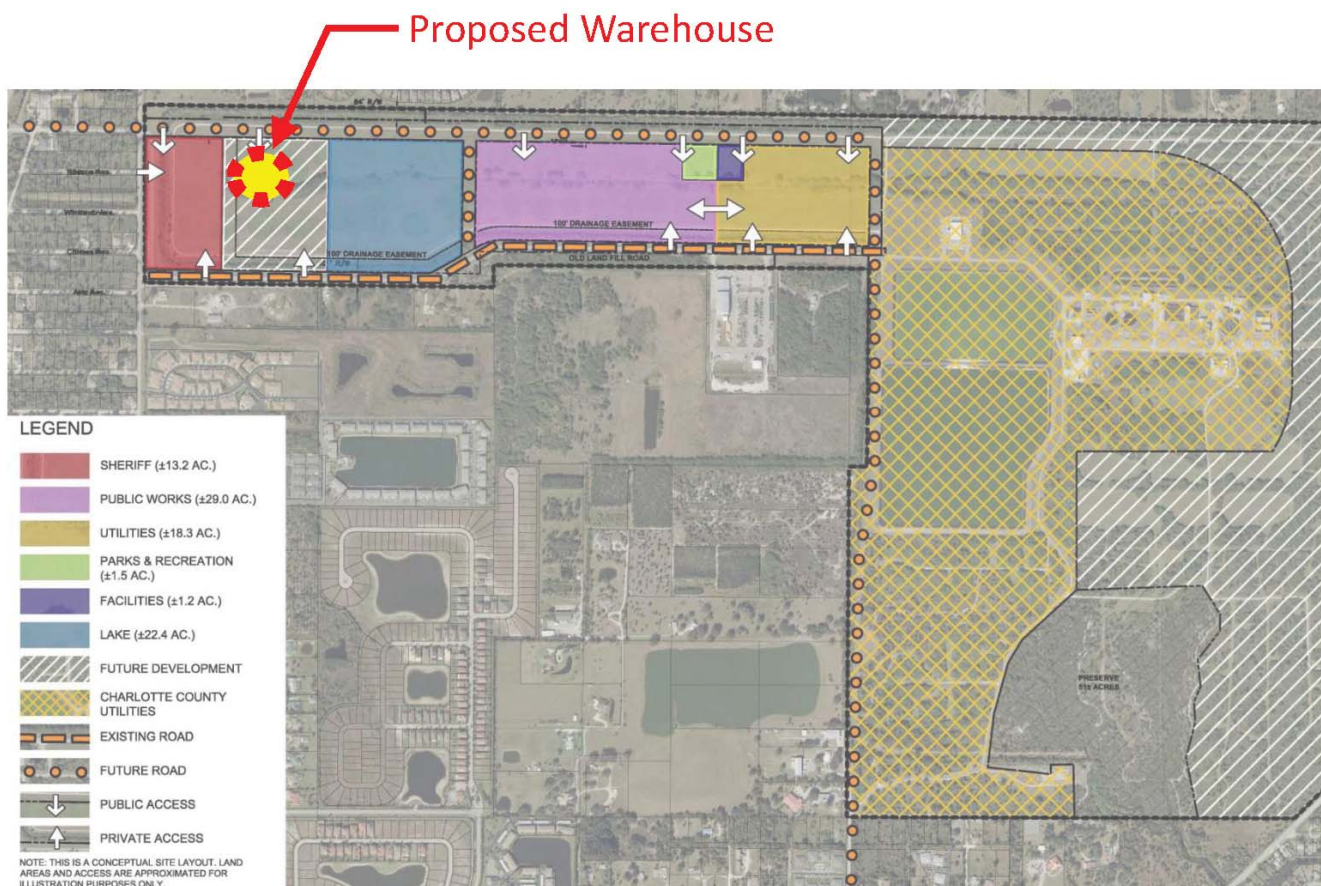 Proposed Warehouse
84' R/W
100' DRAINAGE EASEMENT
100' DRAINAGE EASEMENT
OLD LAND FILL ROAD
PRESERVE
51± ACRES
LEGEND
SHERIFF (±13.2 AC.)
PUBLIC WORKS (±29.0 AC.)
UTILITIES (±18.3 AC.)
PARKS & RECREATION
(±1.5 AC.)
FACILITIES (±1.2 AC.)
LAKE (±22.4 AC.)
FUTURE DEVELOPMENT
CHARLOTTE COUNTY
UTILITIES
EXISTING ROAD
FUTURE ROAD
PUBLIC ACCESS
PRIVATE ACCESS
NOTE: THIS IS A CONCEPTUAL SITE LAYOUT. LAND
AREAS AND ACCESS ARE APPROXIMATED FOR
ILLUSTRATION PURPOSES ONLY.